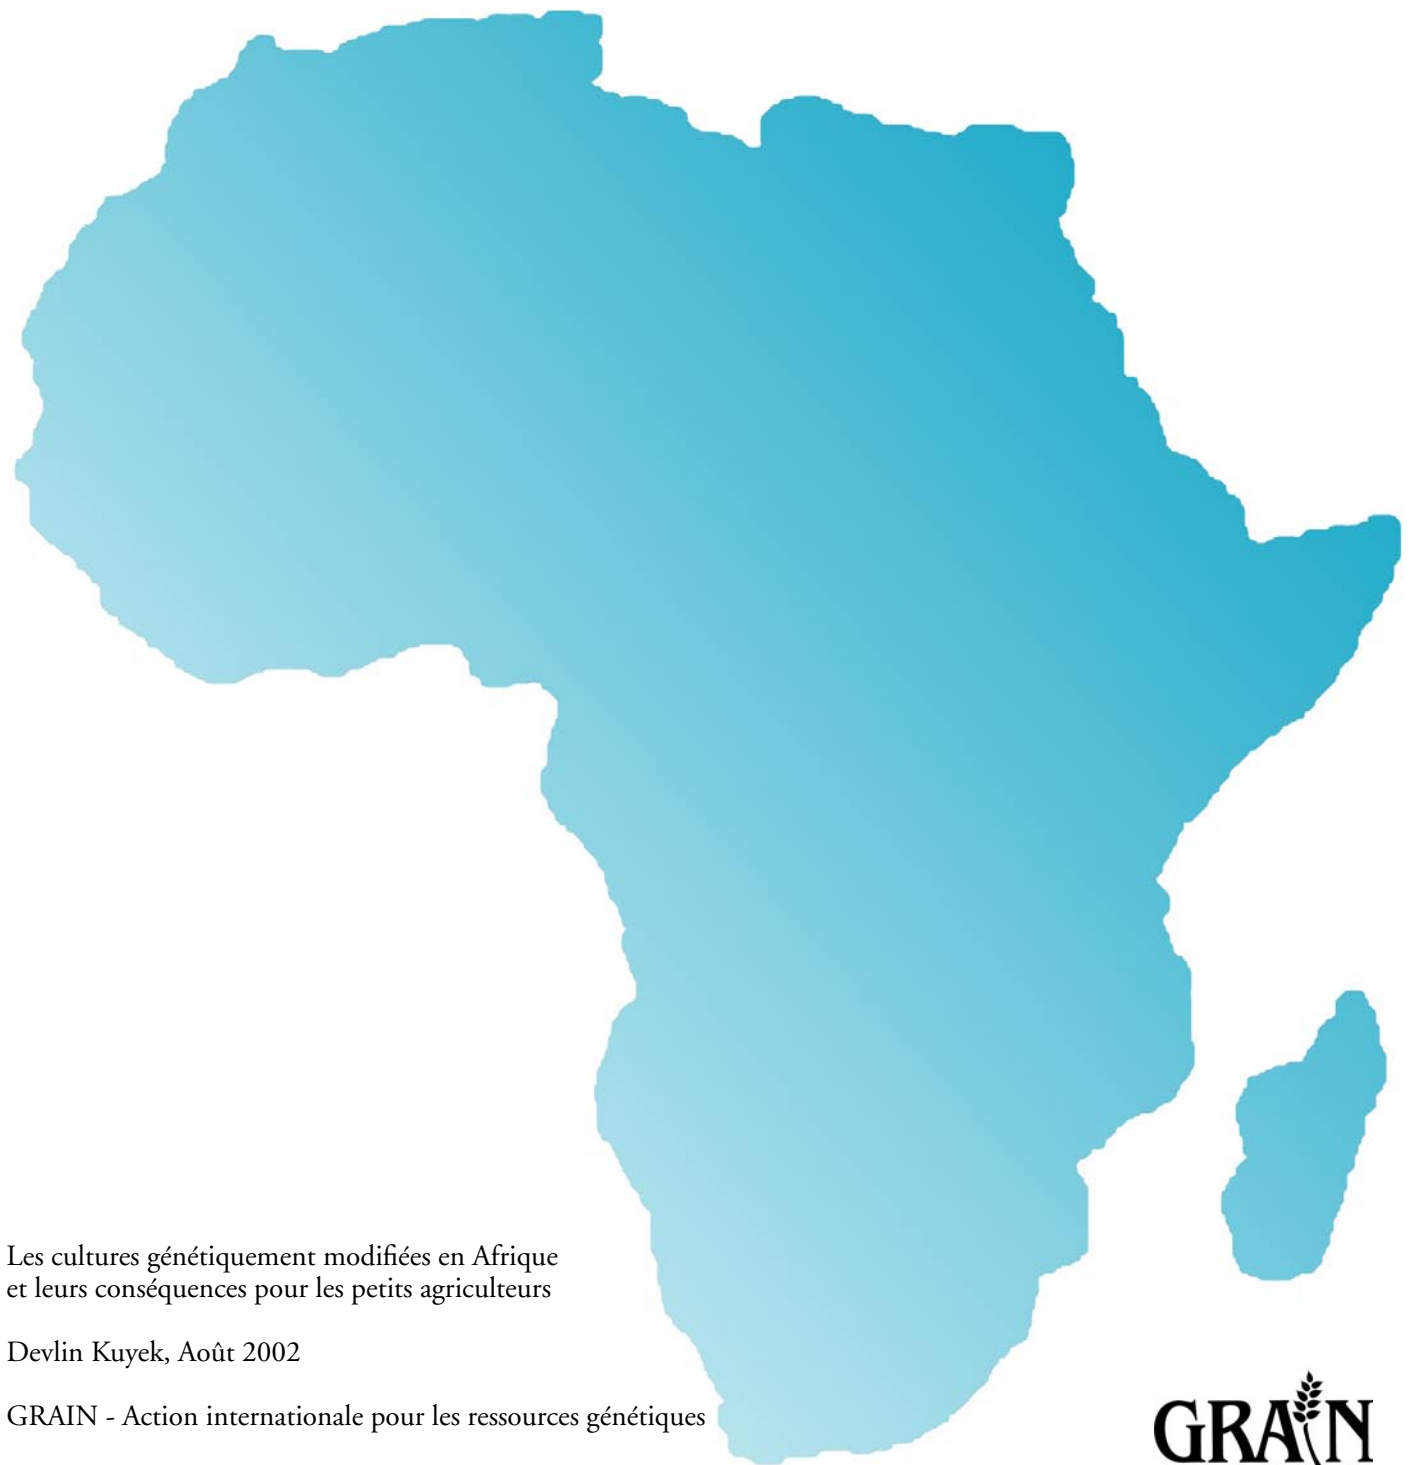 Les cultures génétiquement modifiées en Afrique
et leurs conséquences pour les petits agriculteurs
Devlin Kuyek, Août 2002
GRAIN - Action internationale pour les ressources génétiques
GRAIN